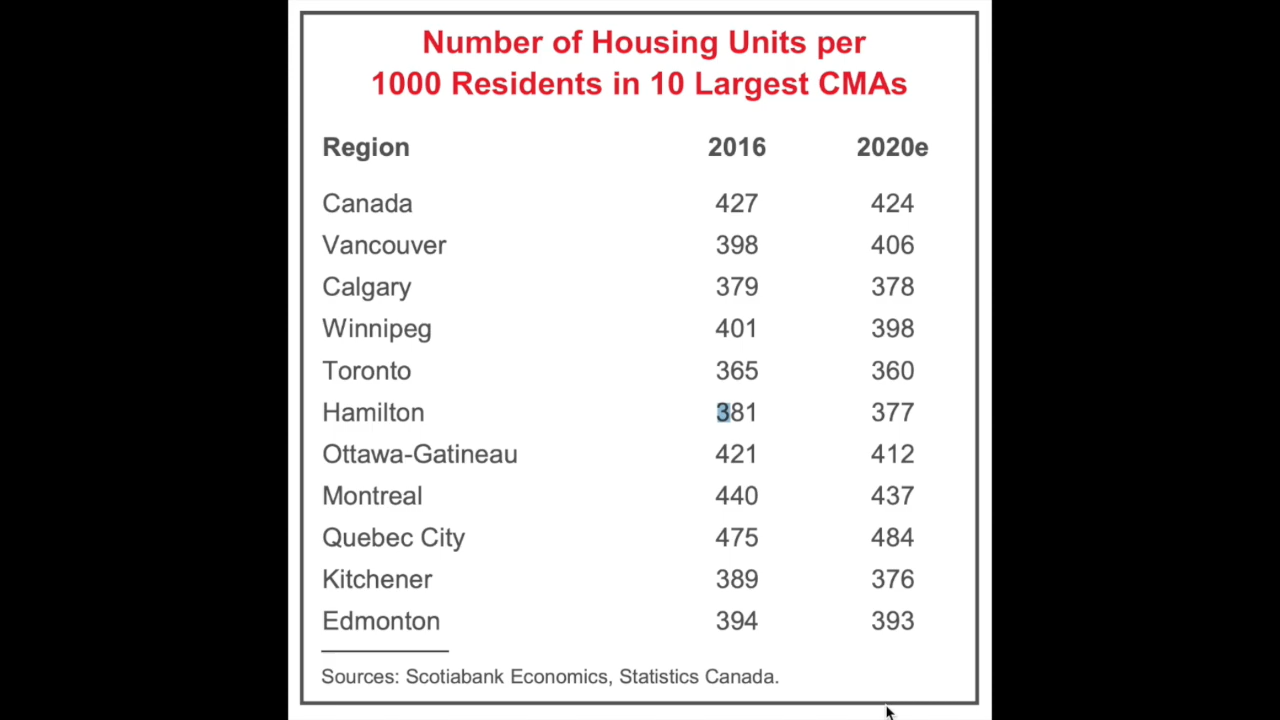 Number of Housing Units per
1000 Residents in 10 Largest CMAs
Region 2016 2020e
Canada 427 424
Vancouver 398 406
Calgary 379 378
Winnipeg 401 398
Toronto 365 360
Hamilton 381 377
Ottawa-Gatineau 421 412
Montreal 440 437
Quebec City 475 484
Kitchener 389 376
Edmonton 394 393
Sources: Scotiabank Economics, Statistics Canada.